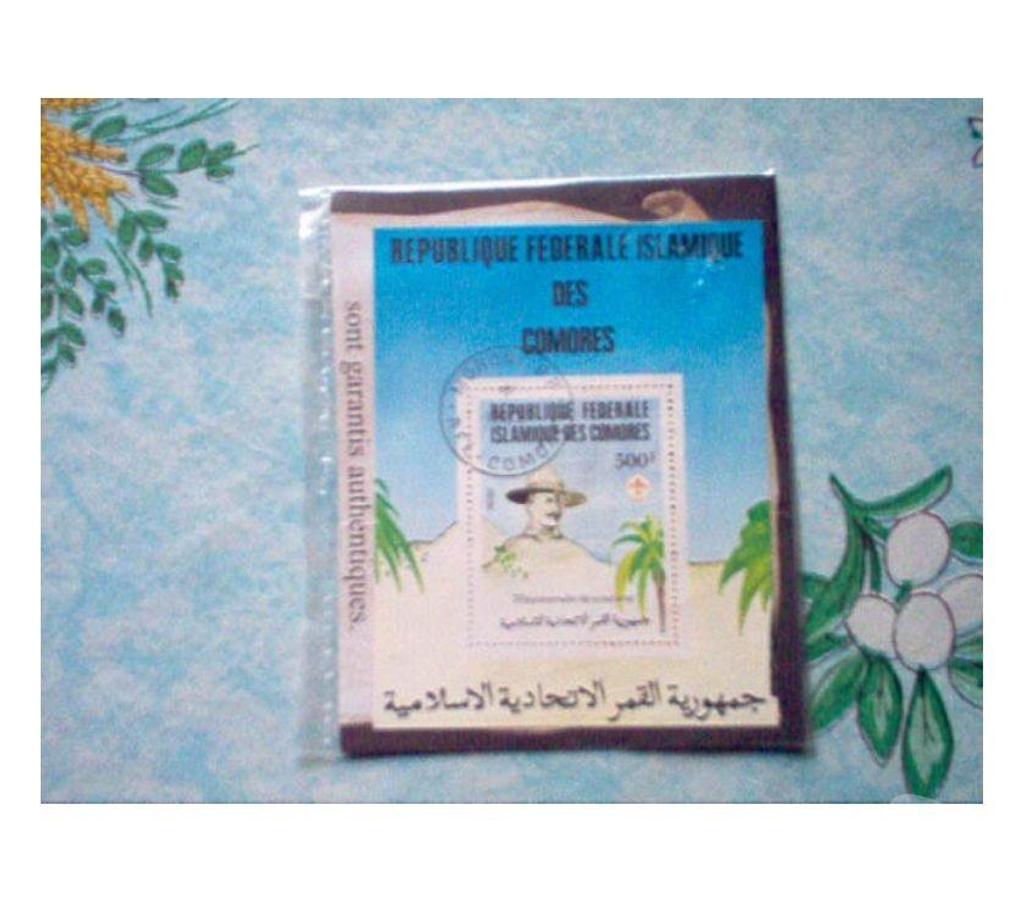 REPUBLIQUE FEDERALE ISLAMIQUE
DES
COMORES
REPUBLIQUE FEDERALE
ISLAMIQUE DES COMORES
500F
جمهورية القمر الاتحادية الاسلامية
جمهورية القمر الاتحادية الاسلامية
sont garantis authentiques.